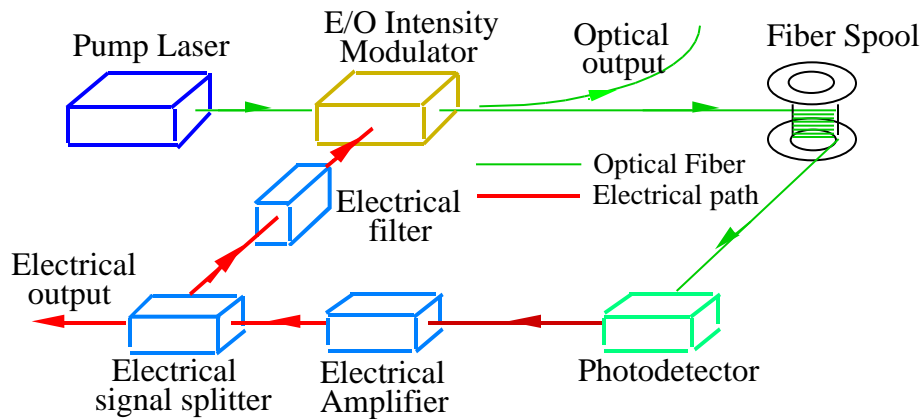 Pump Laser
E/O Intensity
Modulator
Optical
output
Fiber Spool
Optical Fiber
Electrical path
Electrical
filter
Electrical
output
Electrical
signal splitter
Electrical
Amplifier
Photodetector